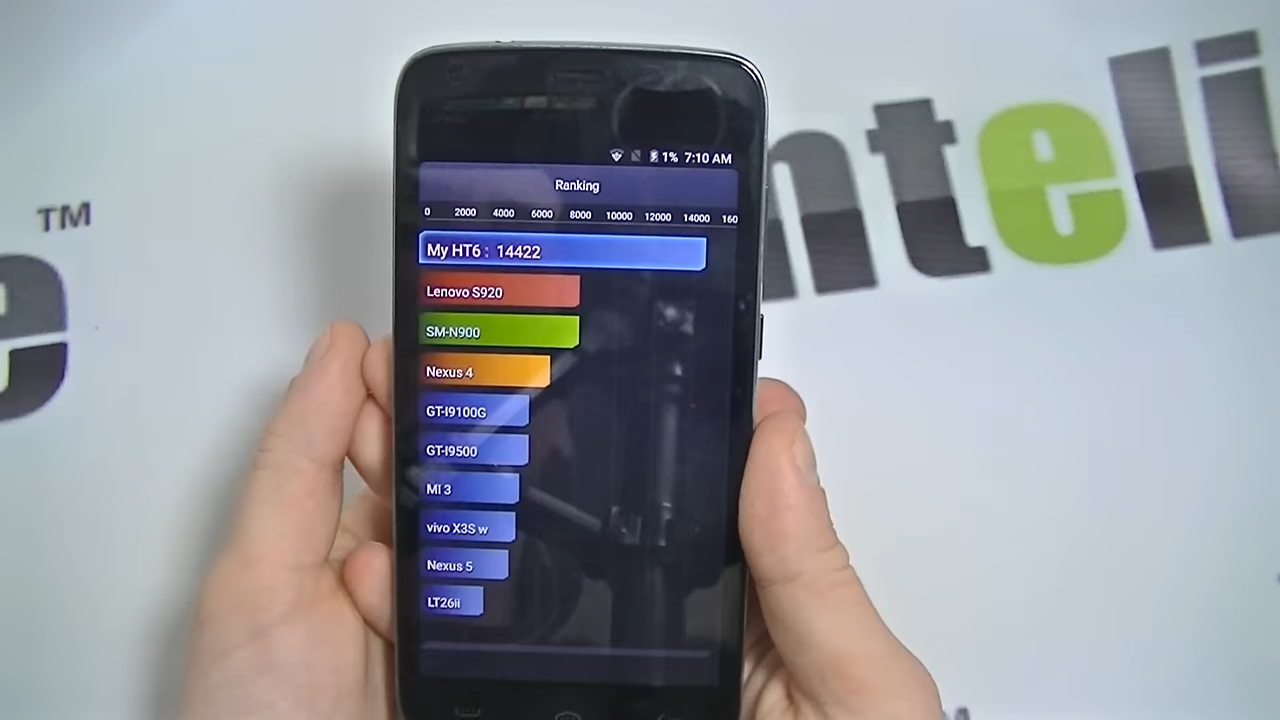 TM
e
nteli
1% 7:10 AM
Ranking
0 2000 4000 6000 8000 10000 12000 14000 160
My HT6 : 14422
Lenovo S920
SM-N900
Nexus 4
GT-I9100G
GT-I9500
MI 3
vivo X3S w
Nexus 5
LT26ii